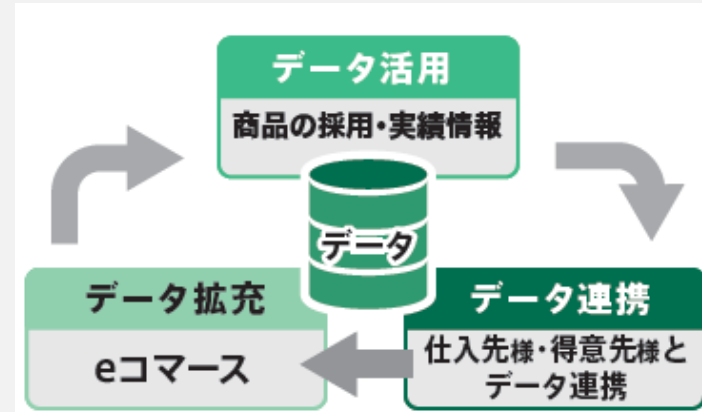 データ活用
商品の採用・実績情報
データ
データ拡充
eコマース
データ連携
仕入先様・得意先様と
データ連携